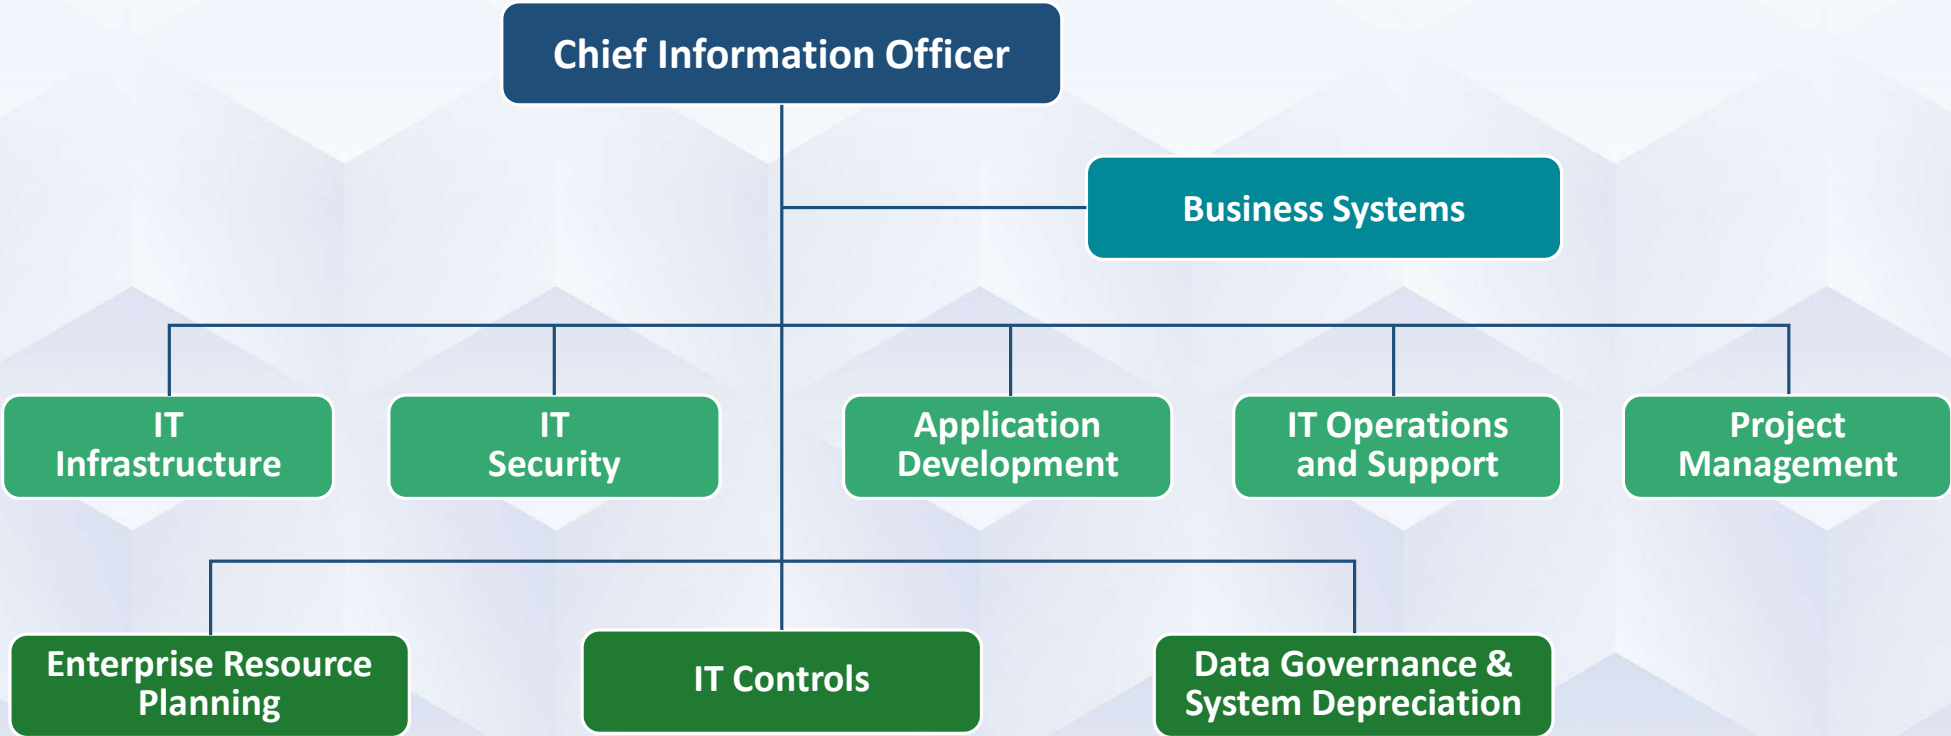 Chief Information Officer
Business Systems
IT
Infrastructure
IT
Security
Application
Development
IT Operations
and Support
Project
Management
Enterprise Resource
Planning
IT Controls
Data Governance &
System Depreciation